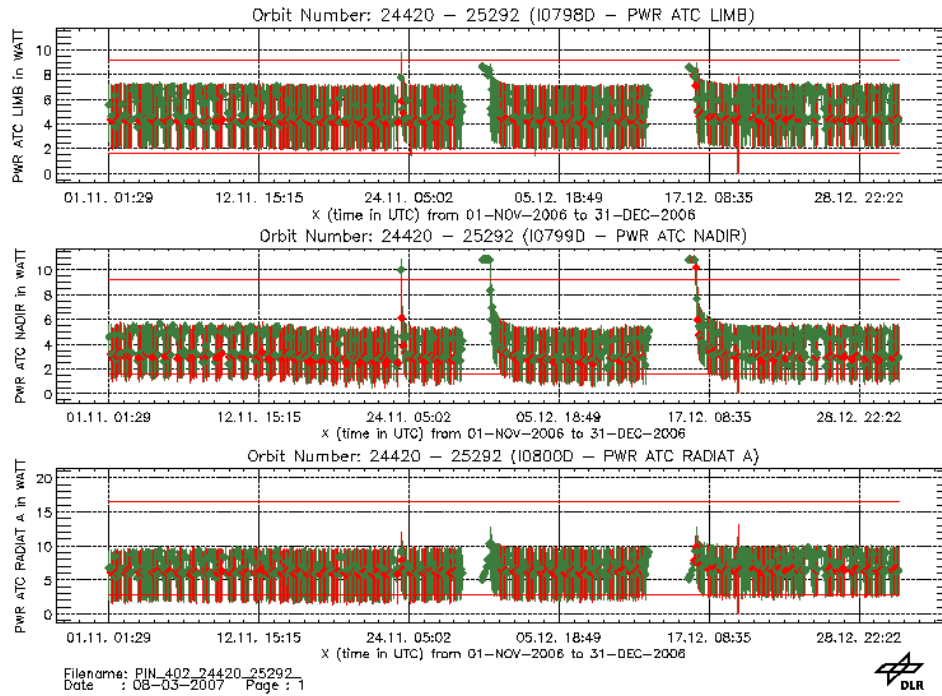 Orbit Number: 24420 – 25292 (I0798D – PWR ATC LIMB)
PWR ATC LIMB in WATT
10
8
6
4
2
0
01.11. 01:29 12.11. 15:15 24.11. 05:02 05.12. 18:49 17.12. 08:35 28.12. 22:22
X (time in UTC) from 01-NOV-2006 to 31-DEC-2006
Orbit Number: 24420 – 25292 (I0799D – PWR ATC NADIR)
PWR ATC NADIR in WATT
10
8
6
4
2
0
01.11. 01:29 12.11. 15:15 24.11. 05:02 05.12. 18:49 17.12. 08:35 28.12. 22:22
X (time in UTC) from 01-NOV-2006 to 31-DEC-2006
Orbit Number: 24420 – 25292 (I0800D – PWR ATC RADIAT A)
PWR ATC RADIAT A in WATT
20
15
10
5
0
01.11. 01:29 12.11. 15:15 24.11. 05:02 05.12. 18:49 17.12. 08:35 28.12. 22:22
X (time in UTC) from 01-NOV-2006 to 31-DEC-2006
Filename: PIN_402_24420_25292_
Date : 08-03-2007 Page : 1
DLR